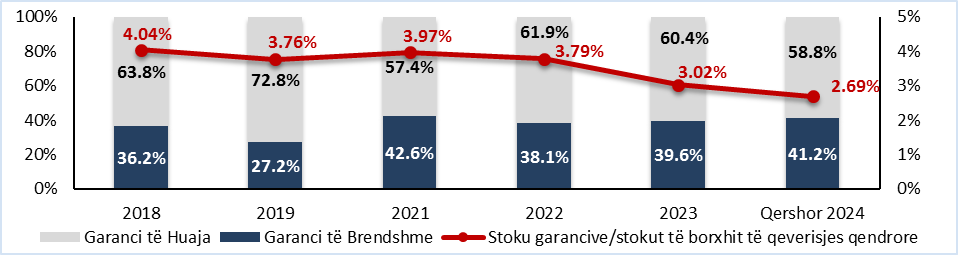 100% 5%
4.04% 3.76% 3.97% 61.9% 60.4% 58.8%
80% 4%
63.8% 72.8% 57.4% 3.79% 3.02% 2.69%
60% 3%
40% 2%
36.2% 27.2% 42.6% 38.1% 39.6% 41.2%
20% 1%
0% 0%
2018 2019 2021 2022 2023 Qershor 2024
Garanci të Huaja Garanci të Brendshme Stoku garancive/stokut të borxhit të qeverisjes qendrore